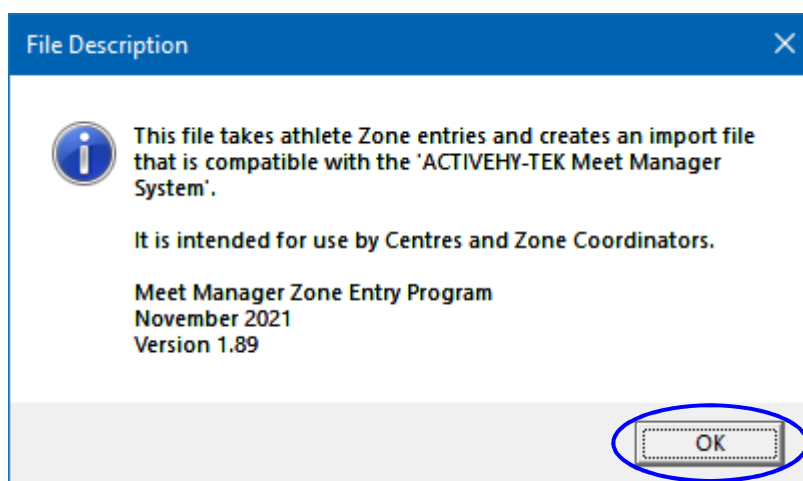 File Description
This file takes athlete Zone entries and creates an import file
that is compatible with the 'ACTIVEHY-TEK Meet Manager
System'.
It is intended for use by Centres and Zone Coordinators.
Meet Manager Zone Entry Program
November 2021
Version 1.89
OK